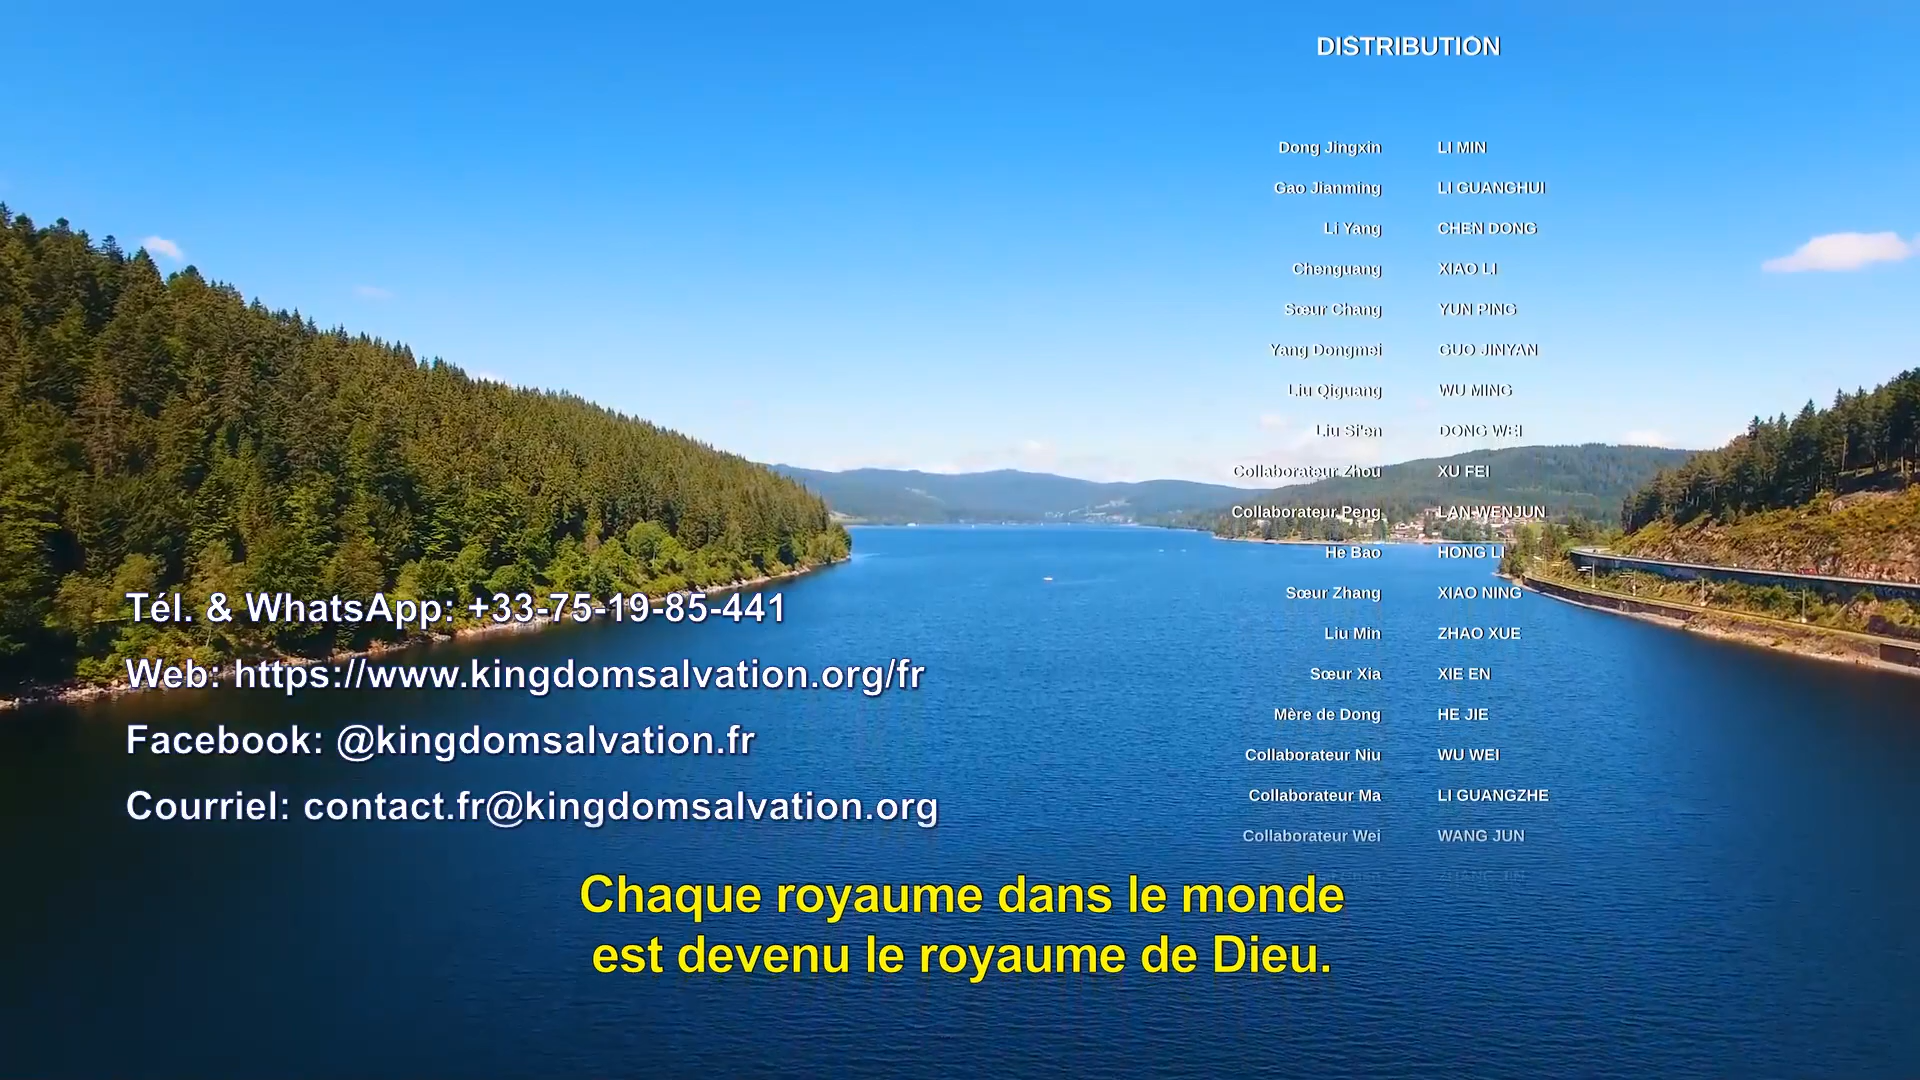 DISTRIBUTION
Dong Jingxin LI MIN
Gao Jianming LI GUANGHUI
Li Yang CHEN DONG
Chenguang XIAO LI
Sœur Chang YUN PING
Yang Dongmei GUO JINYAN
Liu Qiguang WU MING
Liu Si'en DONG WEI
Collaborateur Zhou XU FEI
Collaborateur Peng LAN WENJUN
He Bao HONG LI
Sœur Zhang XIAO NING
Liu Min ZHAO XUE
Sœur Xia XIE EN
Mère de Dong HE JIE
Collaborateur Niu WU WEI
Collaborateur Ma LI GUANGZHE
Collaborateur Wei WANG JUN
ZHANG JIN
Tél. & WhatsApp: +33-75-19-85-441
Web: https://www.kingdomsalvation.org/fr
Facebook: @kingdomsalvation.fr
Courriel: contact.fr@kingdomsalvation.org
Chaque royaume dans le monde
est devenu le royaume de Dieu.